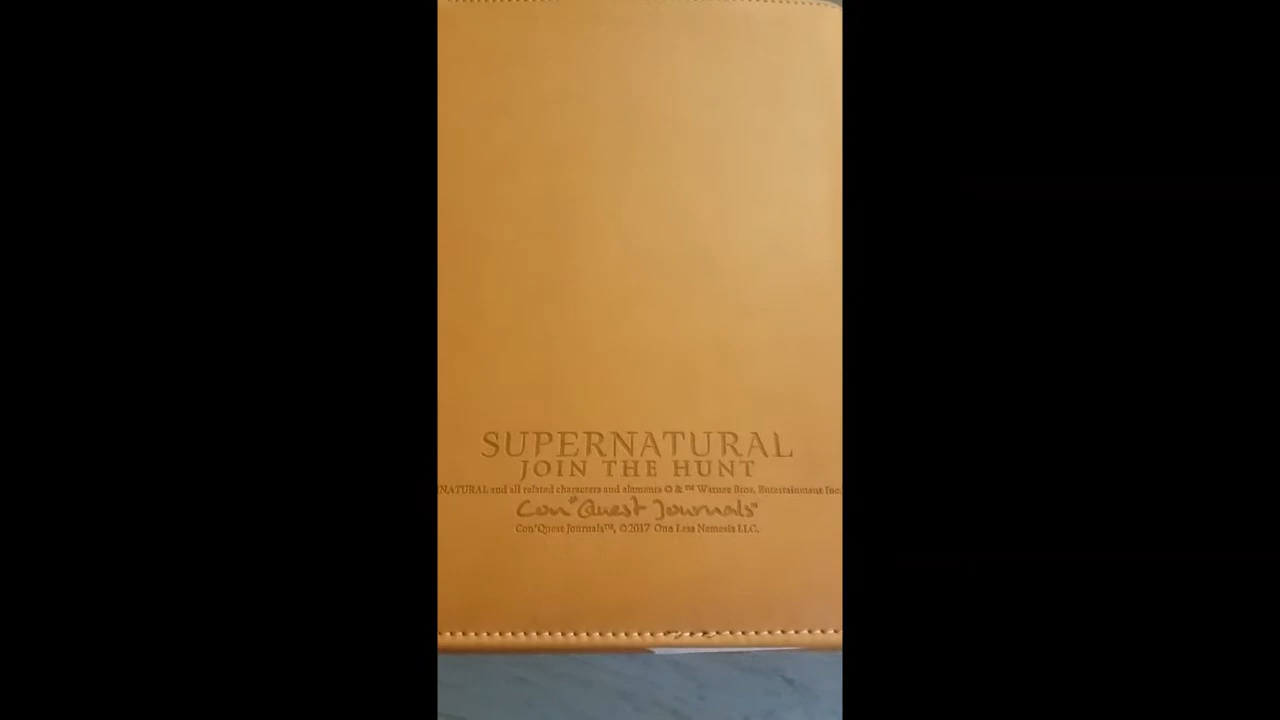 SUPERNATURAL
JOIN THE HUNT
NATURAL and all related characters and elements © & ™ Warner Bros. Entertainment Inc.
Con*Quest Journals™
Con*Quest Journals™, ©2017 One Less Nemesis LLC.